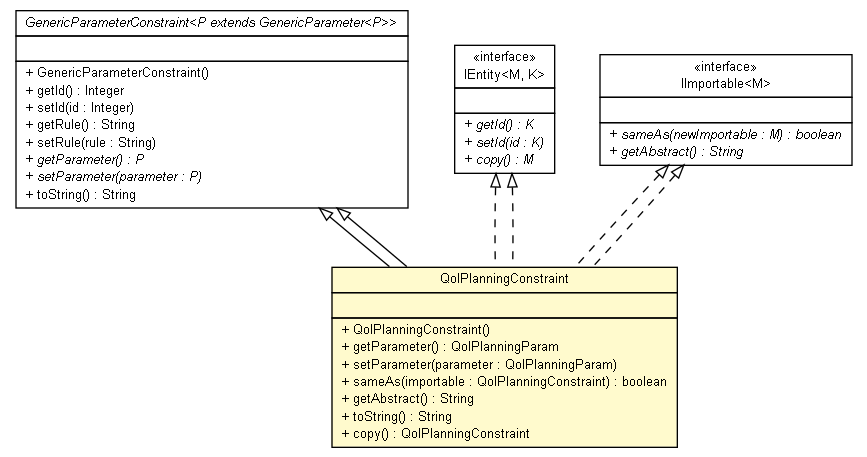 GenericParameterConstraint<P extends GenericParameter<P>>
+ GenericParameterConstraint()
+ getId() : Integer
+ setId(id : Integer)
+ getRule() : String
+ setRule(rule : String)
+ getParameter() : P
+ setParameter(parameter : P)
+ toString() : String
«interface»
IEntity<M, K>
+ getId() : K
+ setId(id : K)
+ copy() : M
«interface»
IImportable<M>
+ sameAs(newImportable : M) : boolean
+ getAbstract() : String
QoIPlanningConstraint
+ QoIPlanningConstraint()
+ getParameter() : QoIPlanningParam
+ setParameter(parameter : QoIPlanningParam)
+ sameAs(importable : QoIPlanningConstraint) : boolean
+ getAbstract() : String
+ toString() : String
+ copy() : QoIPlanningConstraint